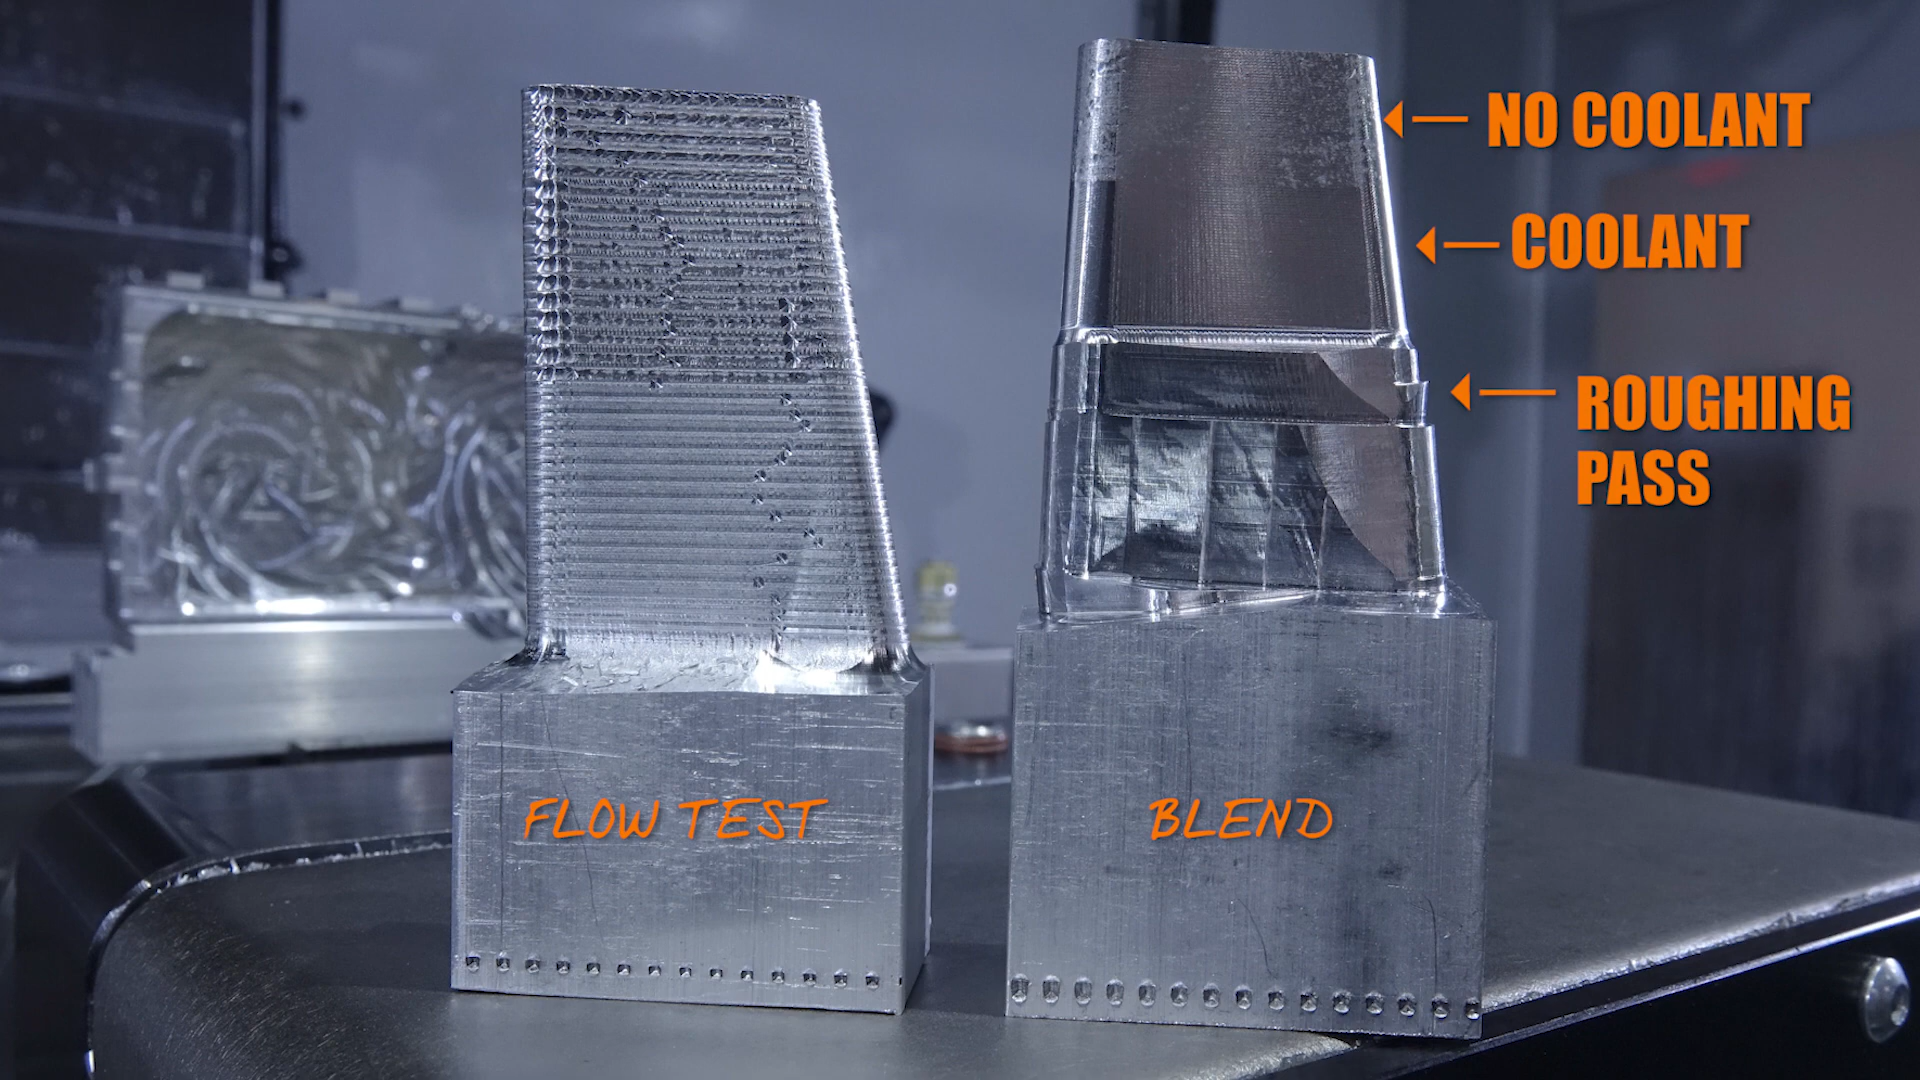 NO COOLANT
COOLANT
ROUGHING
PASS
FLOW TEST
BLEND